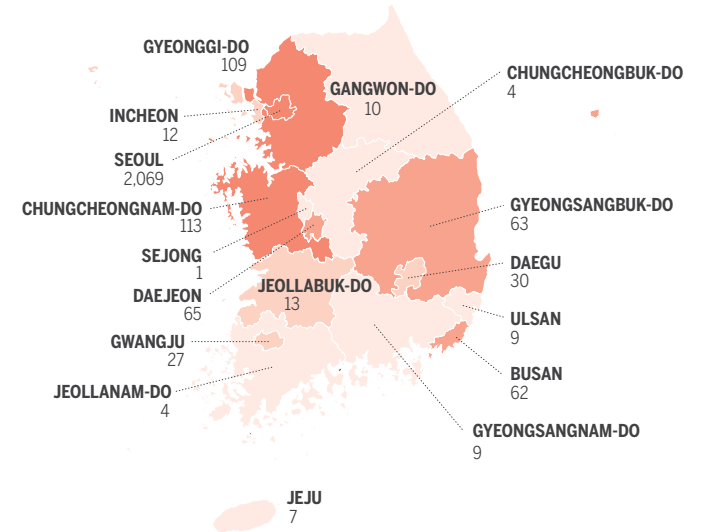 GYEONGGI-DO
109
CHUNGCHEONGBUK-DO
4
GANGWON-DO
10
INCHEON
12
SEOUL
2,069
CHUNGCHEONGNAM-DO
113
GYEONGSANGBUK-DO
63
SEJONG
1
DAEGU
30
JEOLLABUK-DO
13
DAEJEON
65
ULSAN
9
GWANGJU
27
BUSAN
62
JEOLLANAM-DO
4
GYEONGSANGNAM-DO
9
JEJU
7